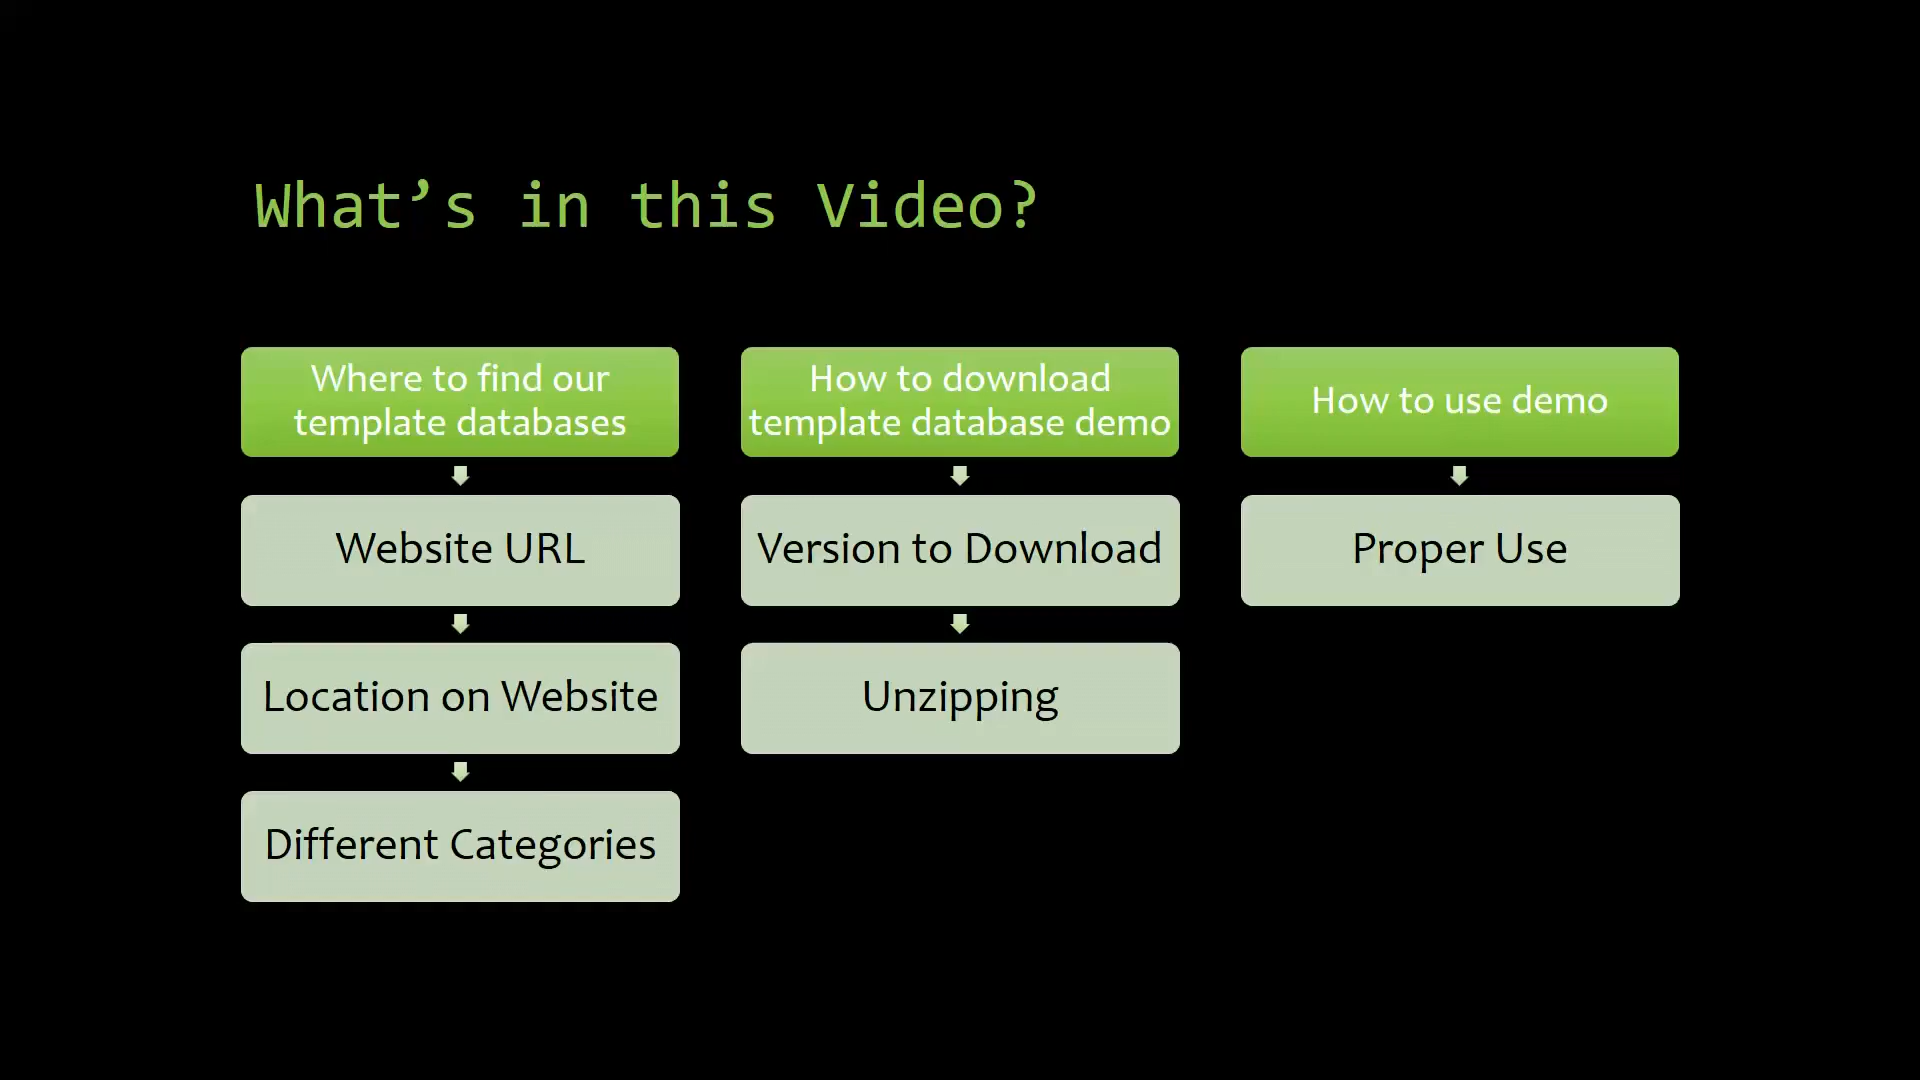 What’s in this Video?
Where to find our
template databases
Website URL
Location on Website
Different Categories
How to download
template database demo
Version to Download
Unzipping
How to use demo
Proper Use